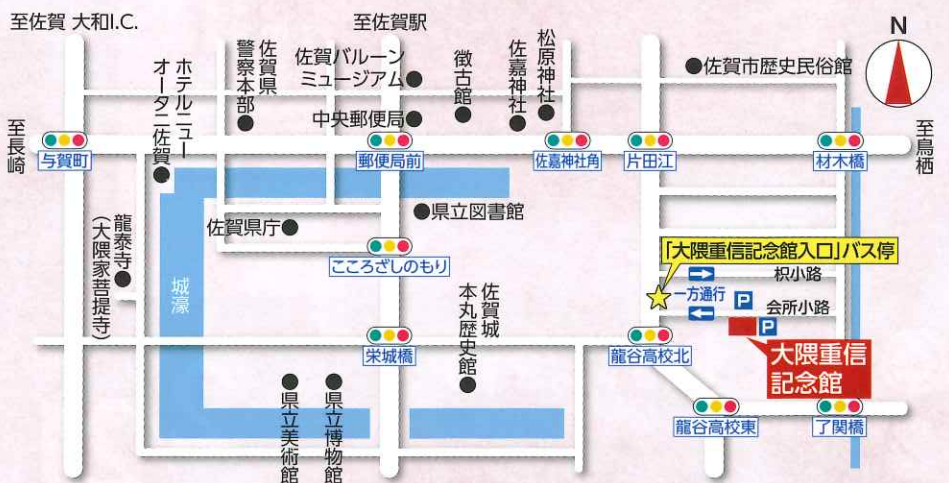 至佐賀 大和I.C.
至佐賀駅
N
ホテルニュー
オータニ佐賀
佐賀県
警察本部
佐賀バルーン
ミュージアム
中央郵便局
徴古館
佐嘉神社
松原神社
佐賀市歴史民俗館
至長崎
与賀町
郵便局前
佐嘉神社角
片田江
材木橋
至鳥栖
龍泰寺
(大隈家菩提寺)
城濠
佐賀県庁
県立図書館
こころざしのもり
「大隈重信記念館入口」バス停
枳小路
一方通行
P
会所小路
P
大隈重信
記念館
栄城橋
佐賀城
本丸歴史館
龍谷高校北
県立美術館
県立博物館
龍谷高校東
了関橋